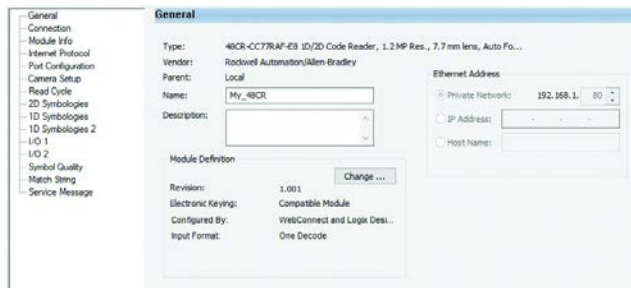 General
Connection
Module Info
Internet Protocol
Port Configuration
Camera Setup
Read Cycle
2D Symbologies
1D Symbologies
1D Symbologies 2
I/O 1
I/O 2
Symbol Quality
Match String
Service Message
General
Type: 48CR-CC77RAF-E8 1D/2D Code Reader, 1.2 MP Res., 7.7 mm lens, Auto Fo...
Vendor: Rockwell Automation/Allen-Bradley
Parent: Local
Name: My_48CR
Description:
Module Definition
Change ...
Revision: 1.001
Electronic Keying: Compatible Module
Configured By: WebConnect and Logix Desi...
Input Format: One Decode
Ethernet Address
Private Network: 192.168.1. 80
IP Address: . . .
Host Name: